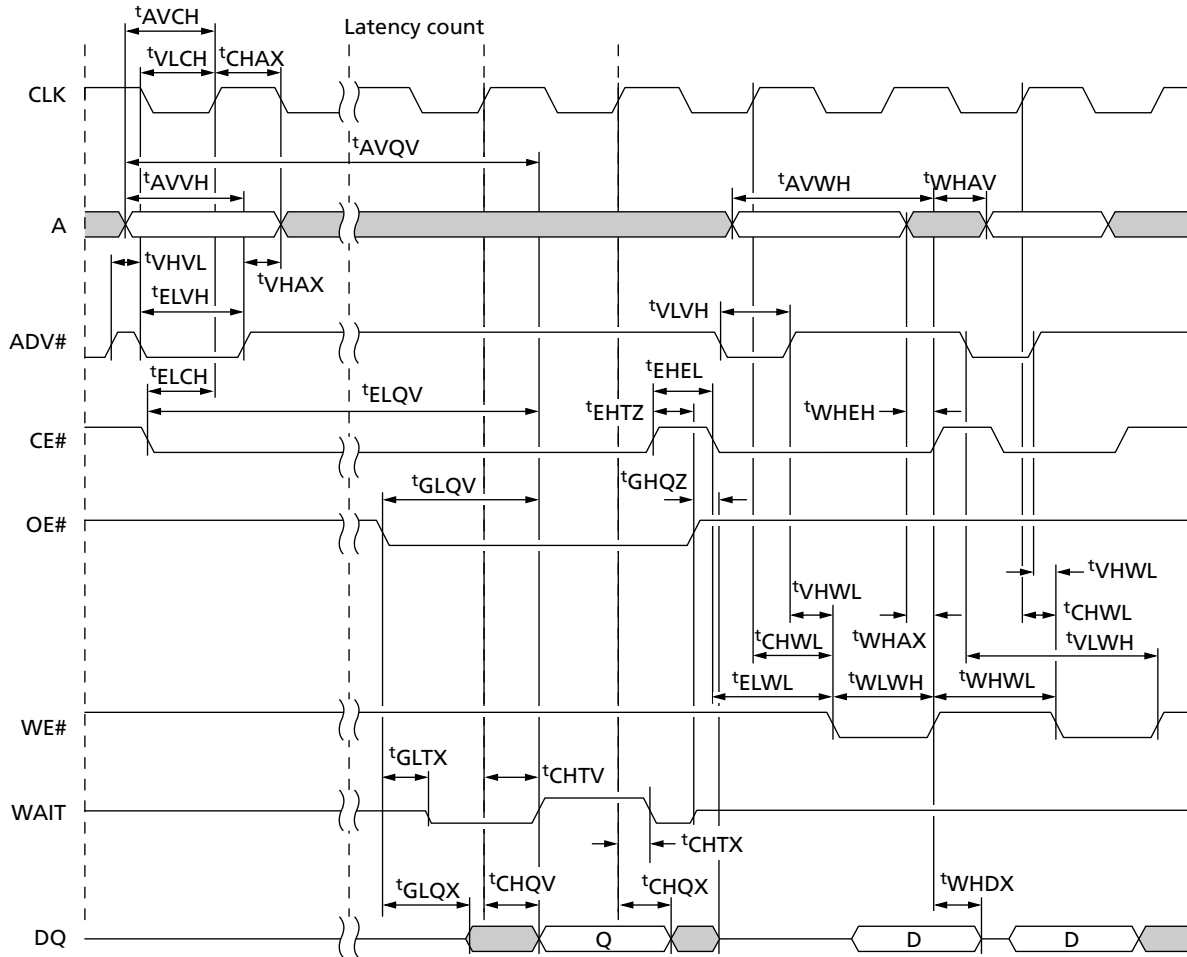 tAVCH
Latency count
tVLCH tCHAX
CLK
tAVQV
tAVVH
tAVWH tWHAV
A
tVHVL
tVHAX
tELVH
tVLVH
ADV#
tELCH
tELQV
tEHEL
tEHTZ
tWHEH
CE#
tGLQV
tGHQZ
OE#
tVHWL
tVHWL
tCHWL
tCHWL
tWHAX
tVLWH
tELWL tWLWH tWHWL
WE#
tGLTX
tCHTV
WAIT
tCHTX
tGLQX tCHQV tCHQX
tWHDX
DQ
Q D D